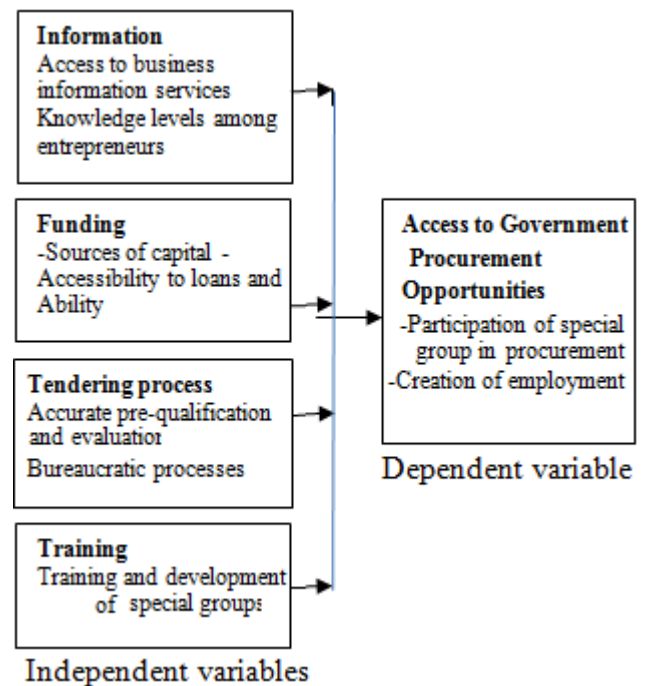 Information
Access to business
information services
Knowledge levels among
entrepreneurs
Funding
-Sources of capital -
Accessibility to loans and
Ability
Tendering process
Accurate pre-qualification
and evaluation
Bureaucratic processes
Training
Training and development
of special groups
Independent variables
Access to Government
Procurement
Opportunities
-Participation of special
group in procurement
-Creation of employment
Dependent variable